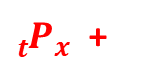 ₜPₓ +